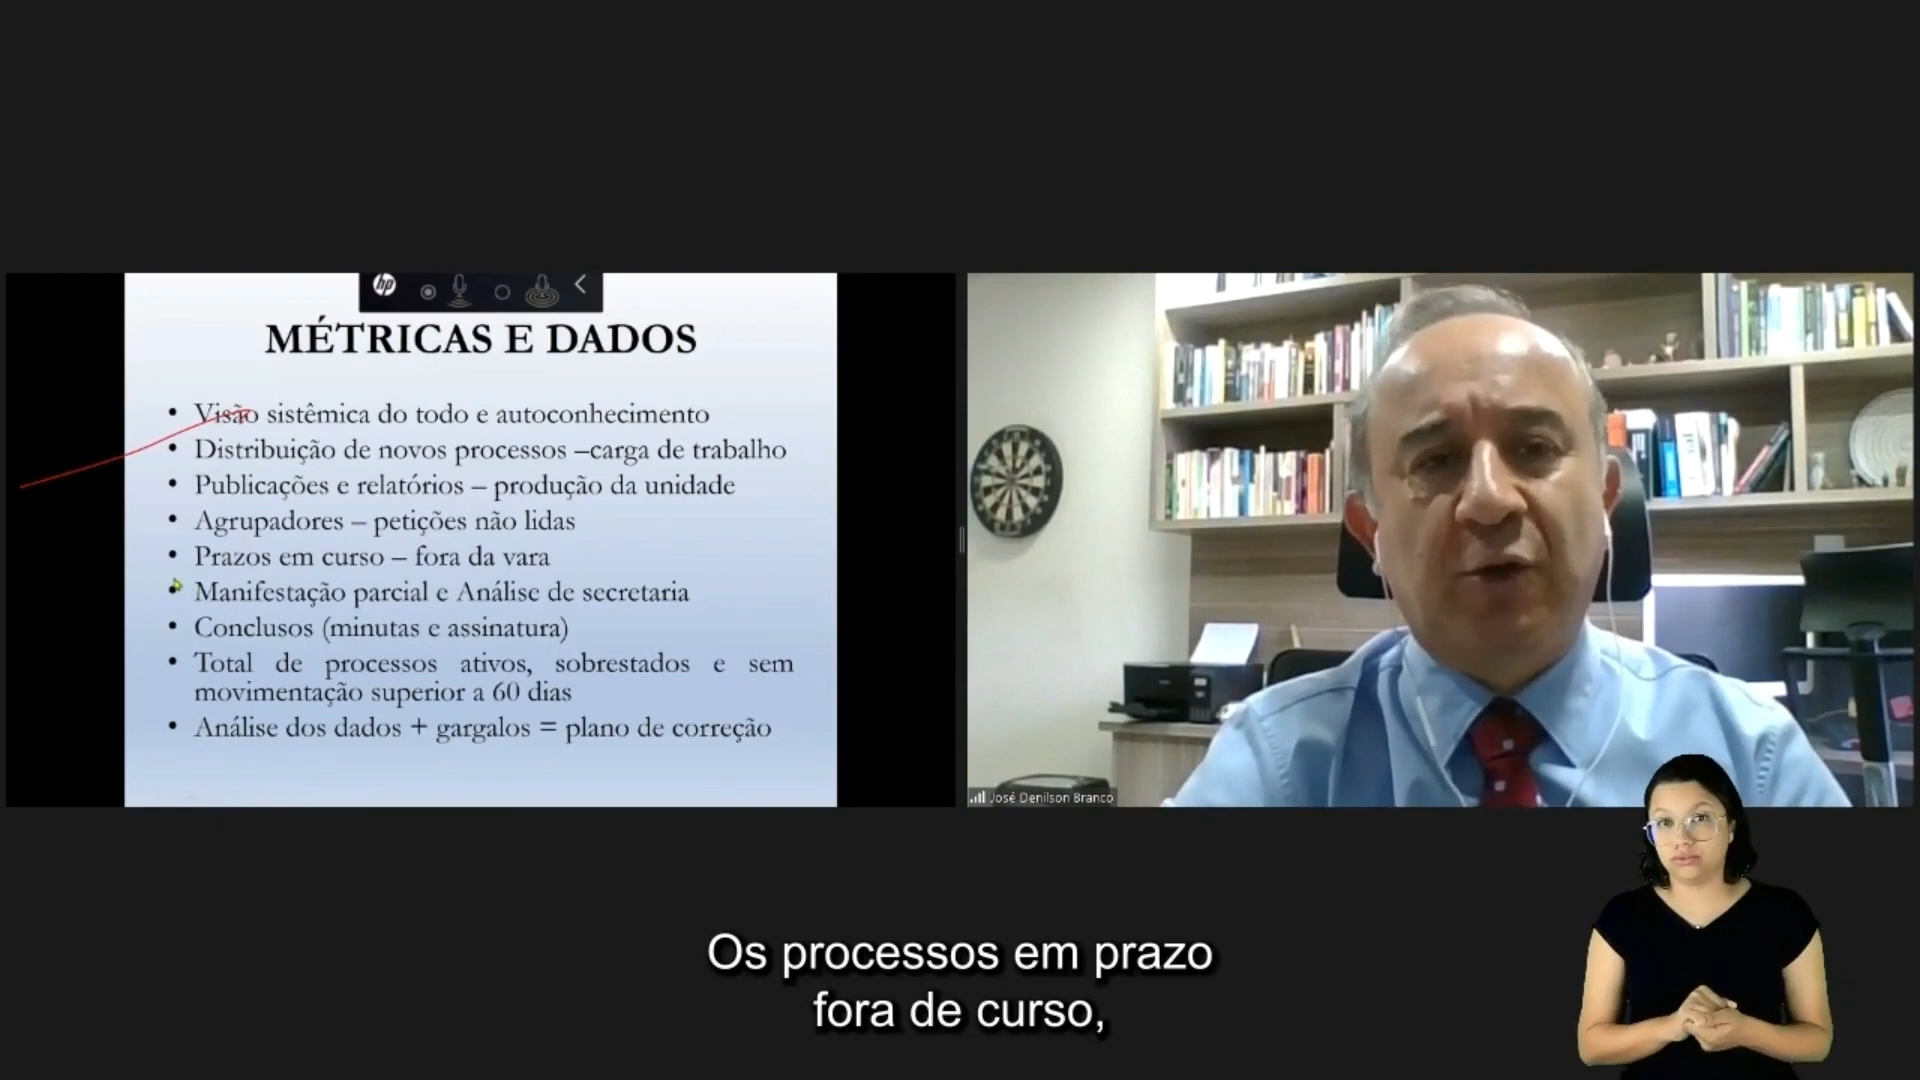 hp
MÉTRICAS E DADOS
• Visão sistêmica do todo e autoconhecimento
• Distribuição de novos processos –carga de trabalho
• Publicações e relatórios – produção da unidade
• Agrupadores – petições não lidas
• Prazos em curso – fora da vara
• Manifestação parcial e Análise de secretaria
• Conclusos (minutas e assinatura)
• Total de processos ativos, sobrestados e sem
movimentação superior a 60 dias
• Análise dos dados + gargalos = plano de correção
José Denilson Branco
Os processos em prazo
fora de curso,